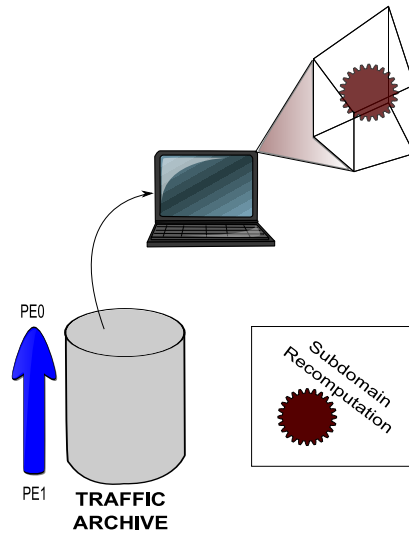 PE0
Subdomain
Recomputation
PE1
TRAFFIC
ARCHIVE